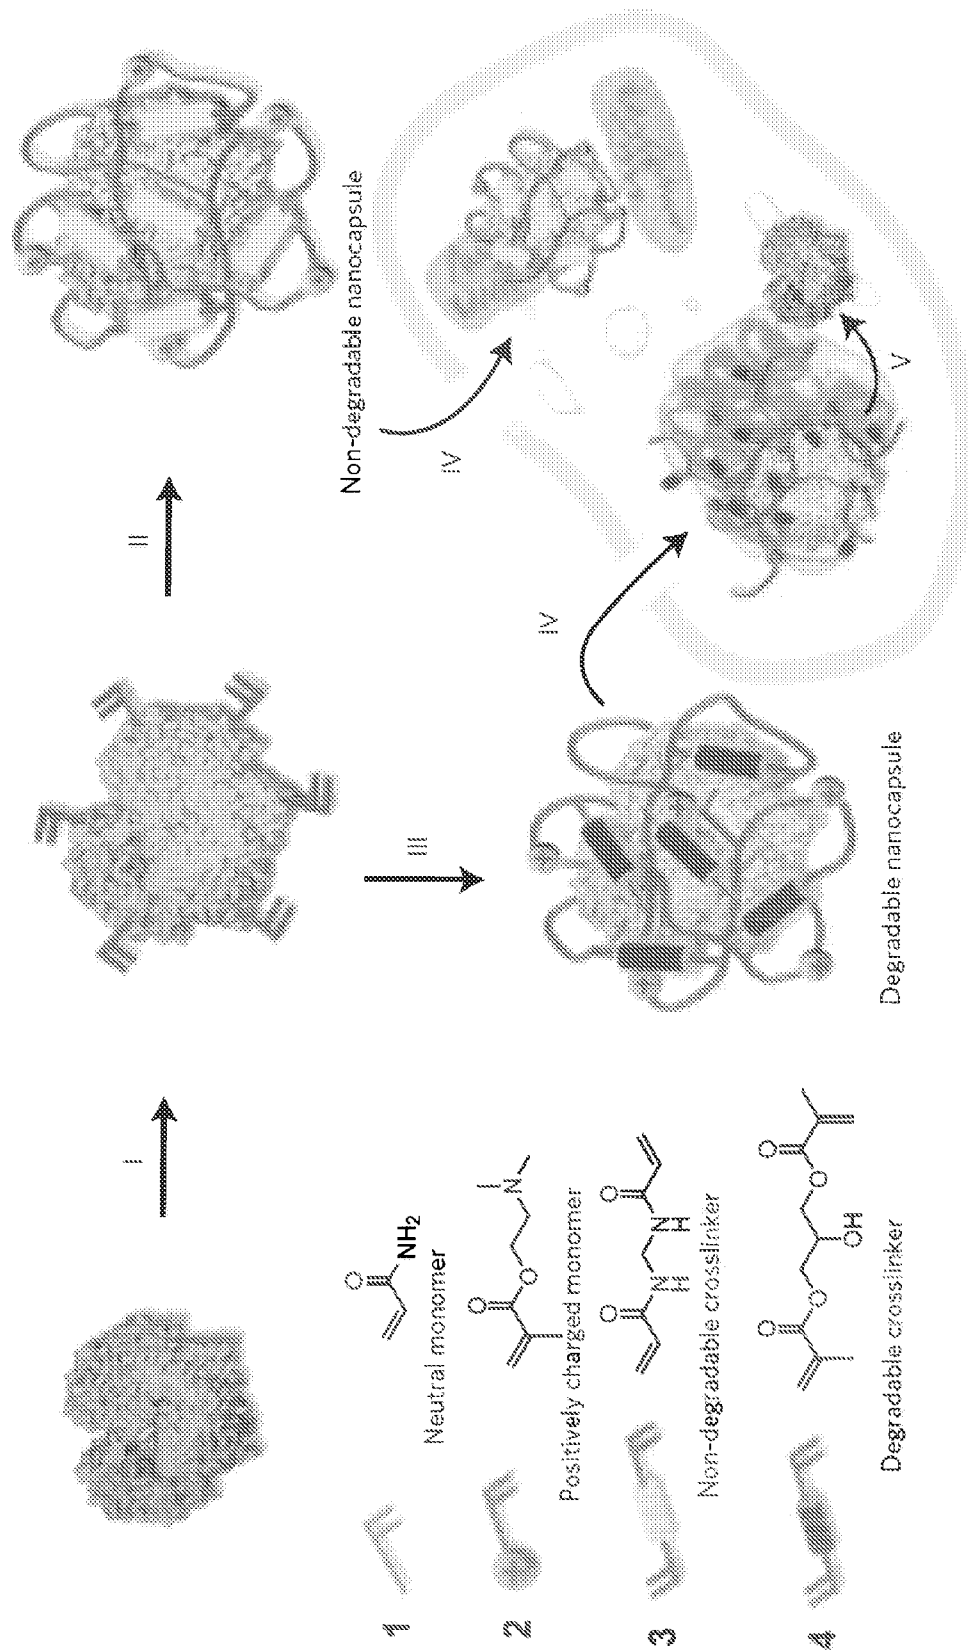 I
II
III
Non-degradable nanocapsule
IV
IV
V
Degradable nanocapsule
1
O
NH2
Neutral monomer
2
O
O
N
Positively charged monomer
3
O
N
H
N
H
O
Non-degradable crosslinker
4
O
O
OH
O
O
Degradable crosslinker